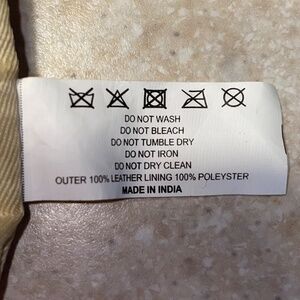 DO NOT WASH
DO NOT BLEACH
DO NOT TUMBLE DRY
DO NOT IRON
DO NOT DRY CLEAN
OUTER 100% LEATHER LINING 100% POLEYSTER
MADE IN INDIA